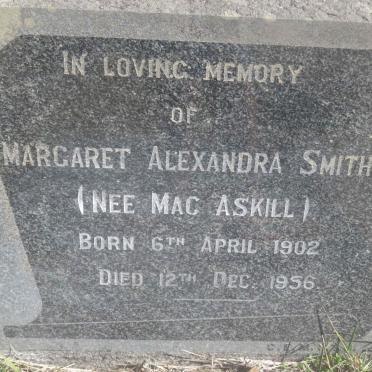 IN LOVING MEMORY
OF
MARGARET ALEXANDRA SMITH
(NEE MAC ASKILL)
BORN 6TH APRIL 1902
DIED 12TH DEC. 1956